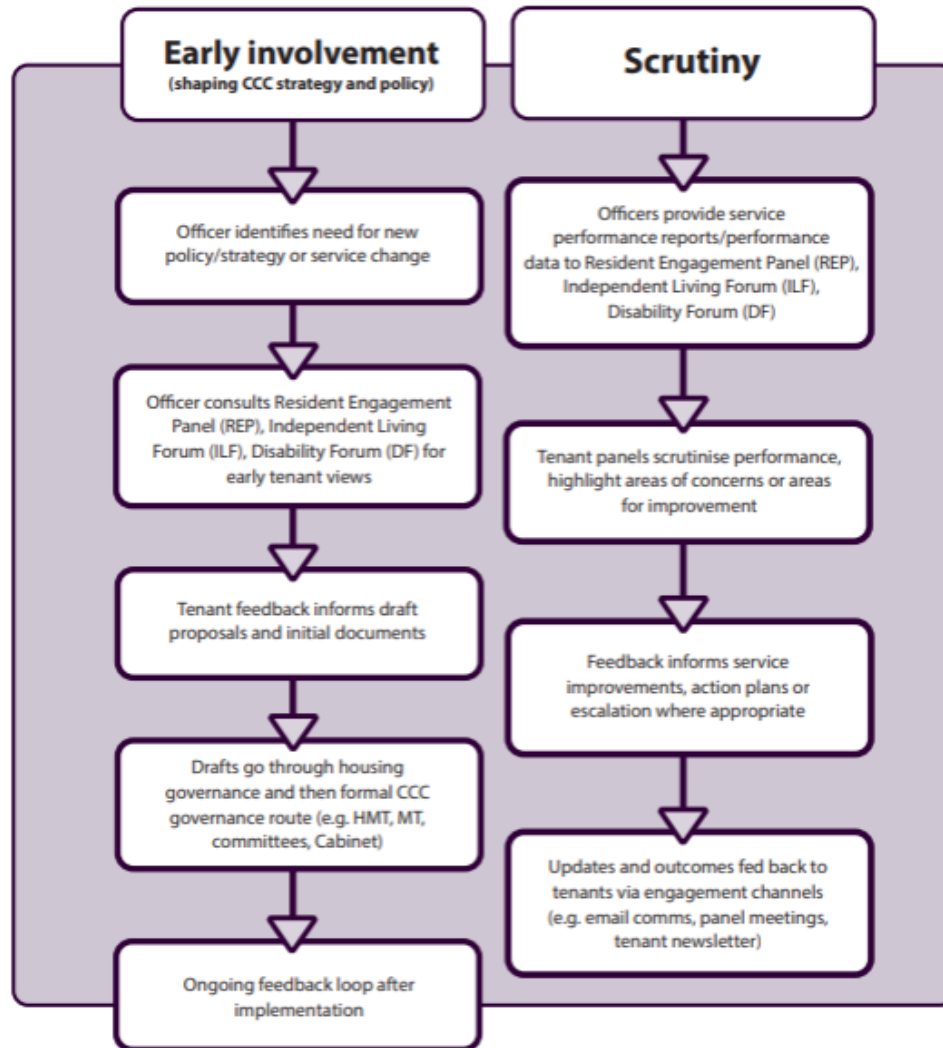 Early involvement
(shaping CCC strategy and policy)
Officer identifies need for new
policy/strategy or service change
Officer consults Resident Engagement
Panel (REP), Independent Living
Forum (ILF), Disability Forum (DF) for
early tenant views
Tenant feedback informs draft
proposals and initial documents
Drafts go through housing
governance and then formal CCC
governance route (e.g. HMT, MT,
committees, Cabinet)
Ongoing feedback loop after
implementation
Scrutiny
Officers provide service
performance reports/performance
data to Resident Engagement Panel (REP),
Independent Living Forum (ILF),
Disability Forum (DF)
Tenant panels scrutinise performance,
highlight areas of concerns or areas
for improvement
Feedback informs service
improvements, action plans or
escalation where appropriate
Updates and outcomes fed back to
tenants via engagement channels
(e.g. email comms, panel meetings,
tenant newsletter)